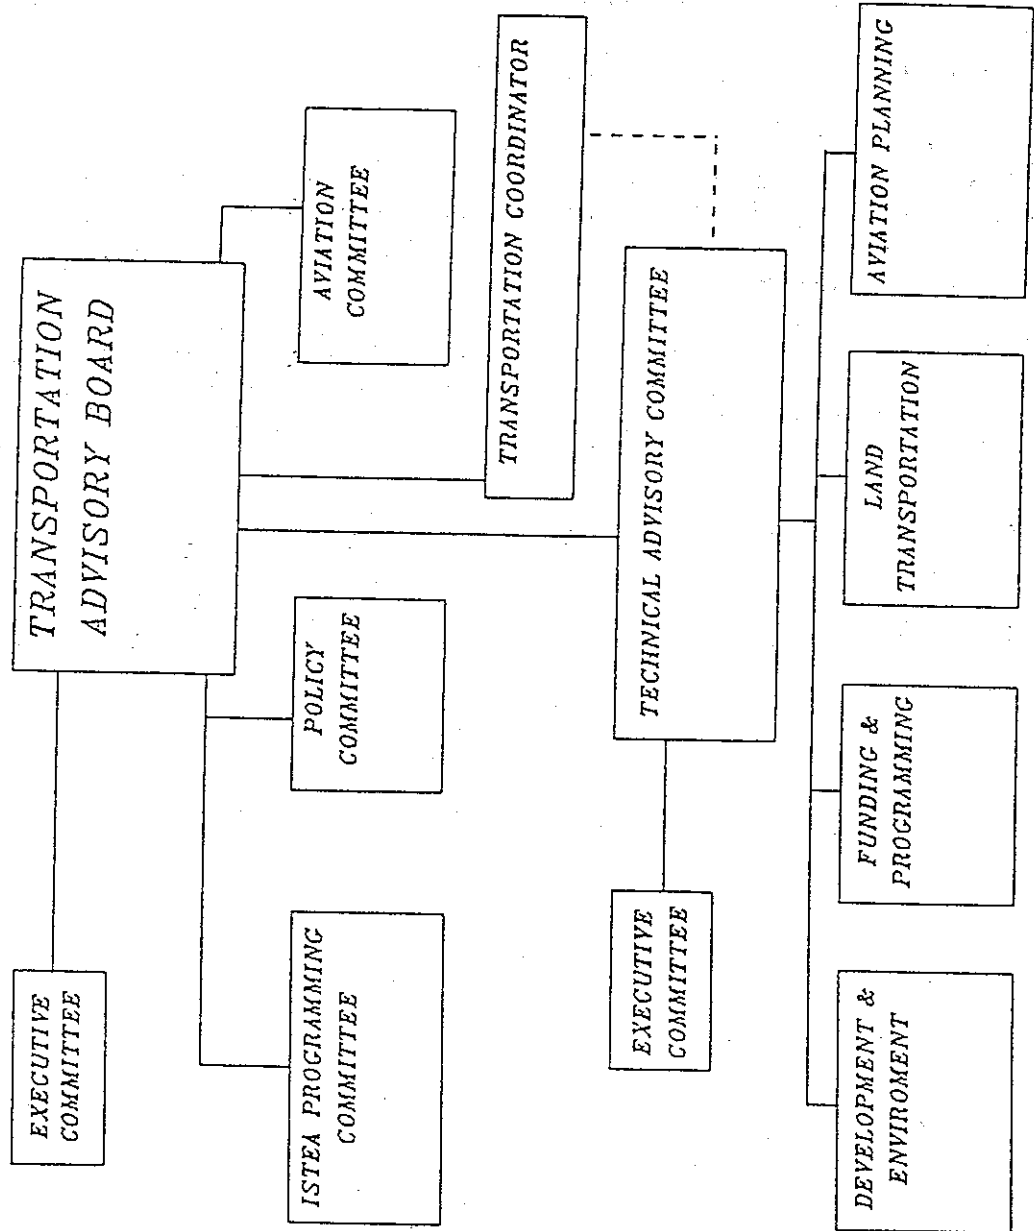 TRANSPORTATION
ADVISORY BOARD
EXECUTIVE
COMMITTEE
ISTEA PROGRAMMING
COMMITTEE
POLICY
COMMITTEE
AVIATION
COMMITTEE
TRANSPORTATION COORDINATOR
EXECUTIVE
COMMITTEE
TECHNICAL ADVISORY COMMITTEE
DEVELOPMENT &
ENVIROMENT
FUNDING &
PROGRAMMING
LAND
TRANSPORTATION
AVIATION PLANNING